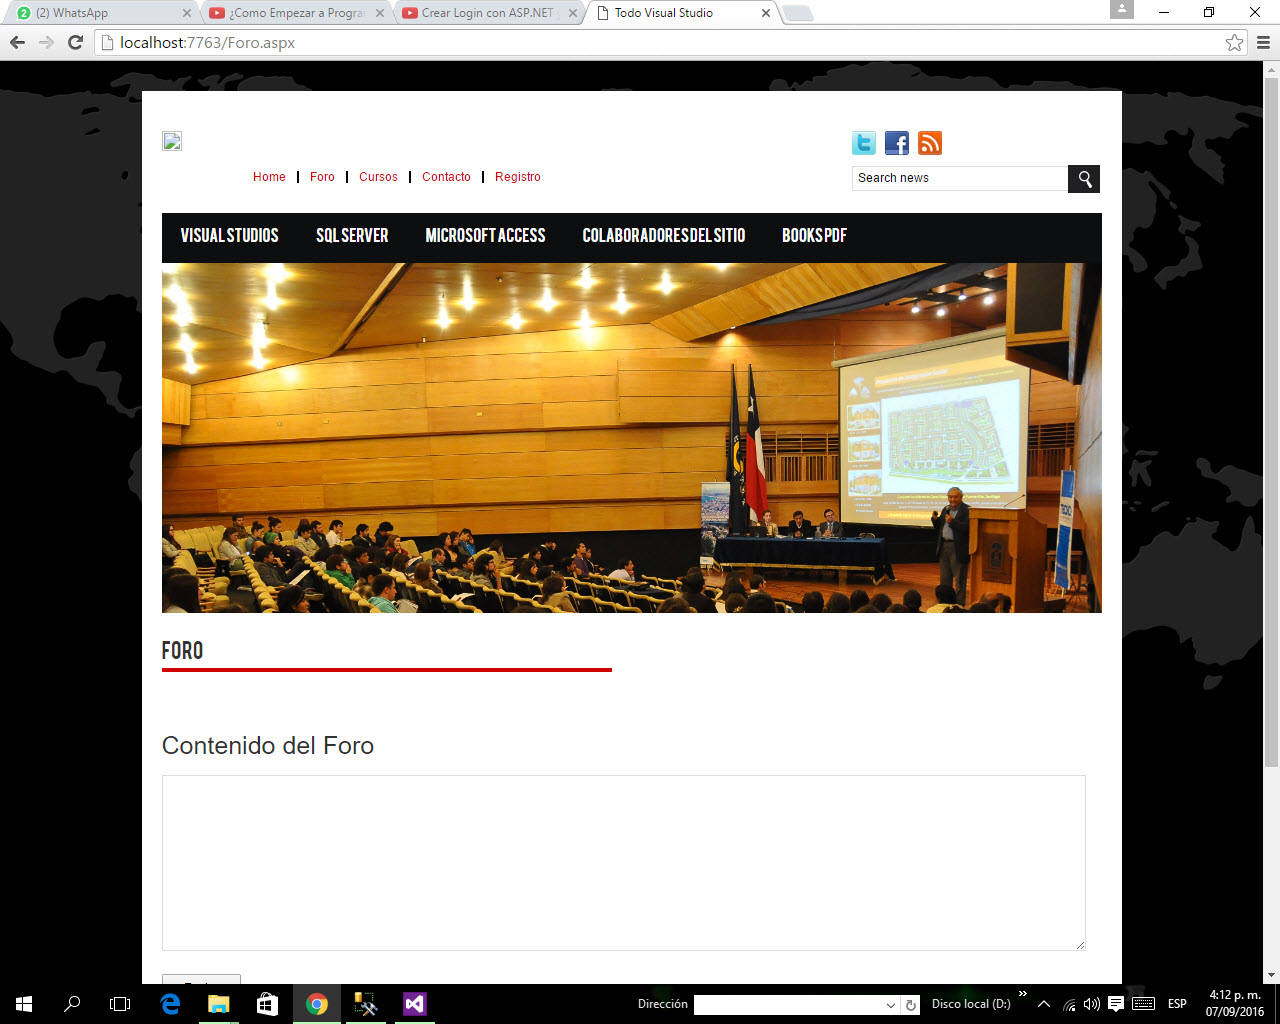 (2) WhatsApp
¿Como Empezar a Progra
Crear Login con ASP.NET
Todo Visual Studio
localhost:7763/Foro.aspx
Home
Foro
Cursos
Contacto
Registro
Search news
VISUAL STUDIOS
SQL SERVER
MICROSOFT ACCESS
COLABORADORES DEL SITIO
BOOKS PDF
FORO
Contenido del Foro
Dirección
Disco local (D:)
ESP
4:12 p. m.
07/09/2016